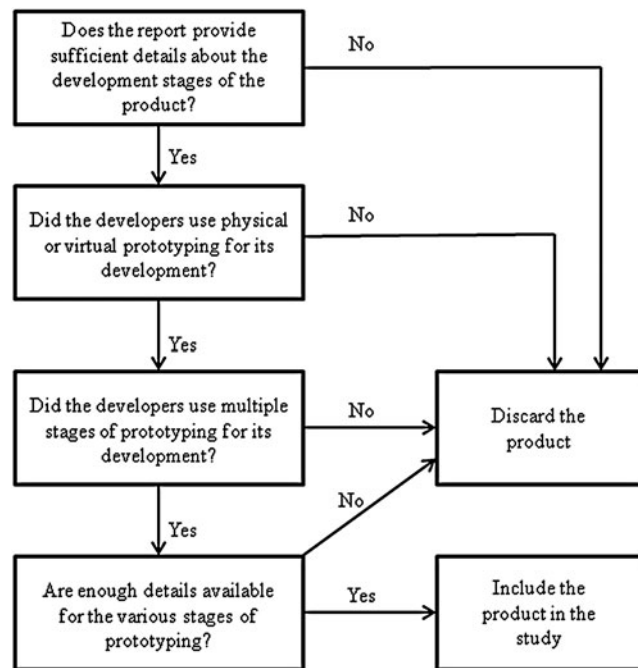 Does the report provide
sufficient details about the
development stages of the
product?
No
Yes
Did the developers use physical
or virtual prototyping for its
development?
No
Yes
Did the developers use multiple
stages of prototyping for its
development?
No
Discard the
product
Yes
No
Are enough details available
for the various stages of
prototyping?
Yes
Include the
product in the
study